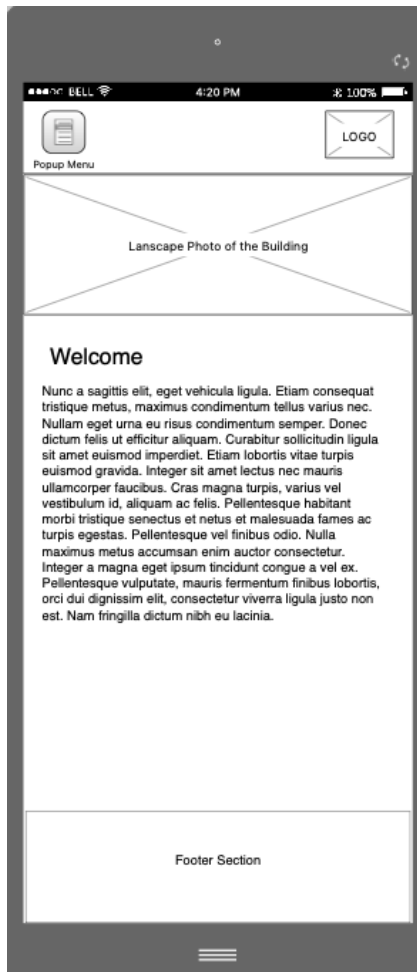 BELL 4:20 PM 100%
LOGO
Popup Menu
Lanscape Photo of the Building
Welcome
Nunc a sagittis elit, eget vehicula ligula. Etiam consequat
tristique metus, maximus condimentum tellus varius nec.
Nullam eget urna eu risus condimentum semper. Donec
dictum felis ut efficitur aliquam. Curabitur sollicitudin ligula
sit amet euismod imperdiet. Etiam lobortis vitae turpis
euismod gravida. Integer sit amet lectus nec mauris
ullamcorper faucibus. Cras magna turpis, varius vel
vestibulum id, aliquam ac felis. Pellentesque habitant
morbi tristique senectus et netus et malesuada fames ac
turpis egestas. Pellentesque vel finibus odio. Nulla
maximus metus accumsan enim auctor consectetur.
Integer a magna eget ipsum tincidunt congue a vel ex.
Pellentesque vulputate, mauris fermentum finibus lobortis,
orci dui dignissim elit, consectetur viverra ligula justo non
est. Nam fringilla dictum nibh eu lacinia.
Footer Section